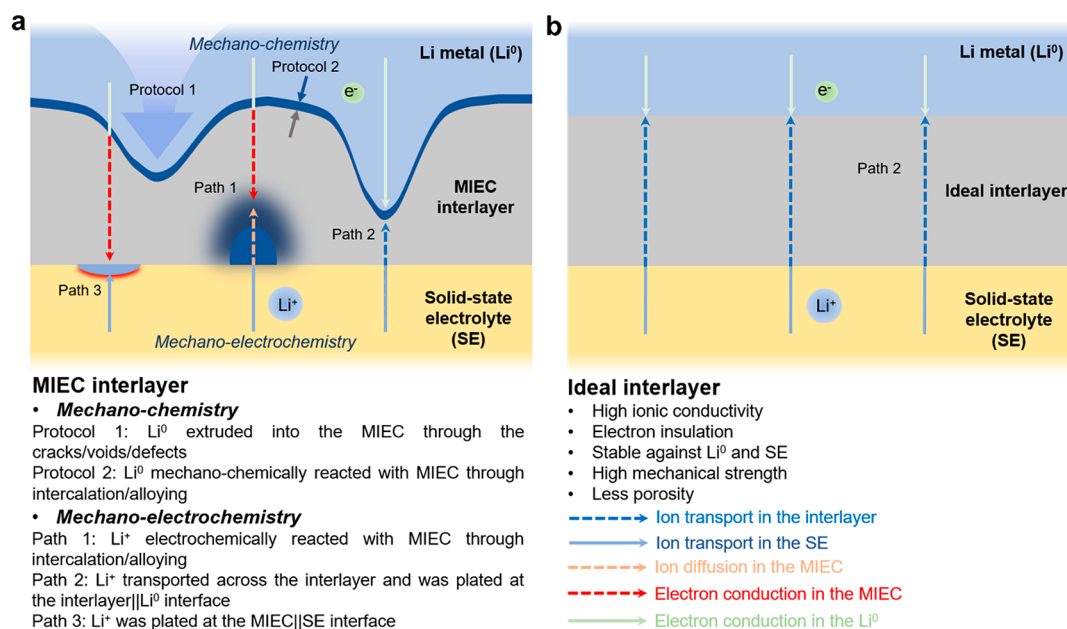 a
Mechano-chemistry
Li metal (Li⁰)
Protocol 2
Protocol 1
e⁻
Path 1
MIEC
interlayer
Path 2
Path 3
Li⁺
Solid-state
electrolyte
(SE)
Mechano-electrochemistry
MIEC interlayer
• Mechano-chemistry
Protocol 1: Li⁰ extruded into the MIEC through the
cracks/voids/defects
Protocol 2: Li⁰ mechano-chemically reacted with MIEC through
intercalation/alloying
• Mechano-electrochemistry
Path 1: Li⁺ electrochemically reacted with MIEC through
intercalation/alloying
Path 2: Li⁺ transported across the interlayer and was plated at
the interlayer||Li⁰ interface
Path 3: Li⁺ was plated at the MIEC||SE interface
b
Li metal (Li⁰)
e⁻
Path 2
Ideal interlayer
Li⁺
Solid-state
electrolyte
(SE)
Ideal interlayer
• High ionic conductivity
• Electron insulation
• Stable against Li⁰ and SE
• High mechanical strength
• Less porosity
Ion transport in the interlayer
Ion transport in the SE
Ion diffusion in the MIEC
Electron conduction in the MIEC
Electron conduction in the Li⁰